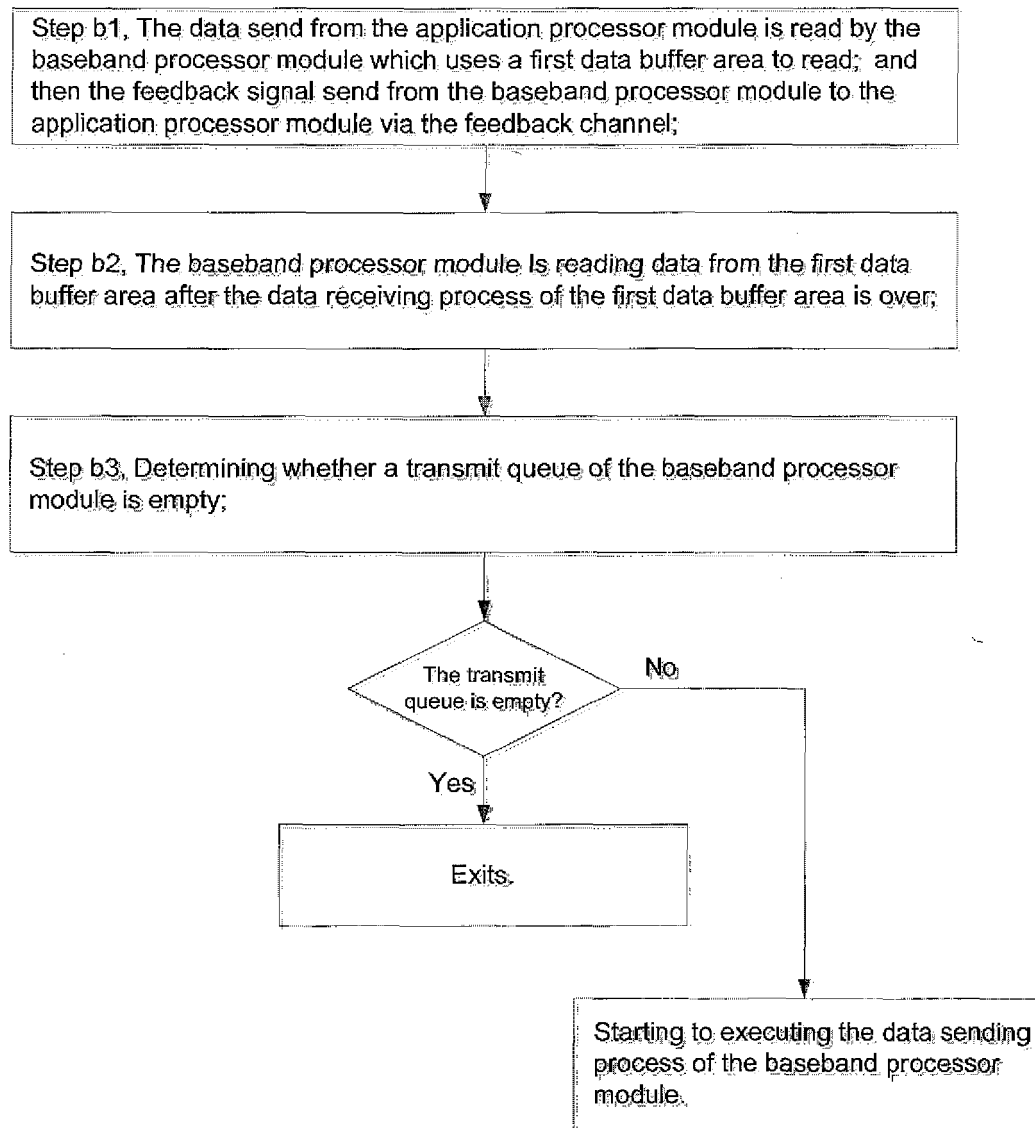 Step b1, The data send from the application processor module is read by the
baseband processor module which uses a first data buffer area to read; and
then the feedback signal send from the baseband processor module to the
application processor module via the feedback channel;
Step b2, The baseband processor module Is reading data from the first data
buffer area after the data receiving process of the first data buffer area is over;
Step b3, Determining whether a transmit queue of the baseband processor
module is empty;
The transmit
queue is empty?
No
Yes
Exits.
Starting to executing the data sending
process of the baseband processor
module.